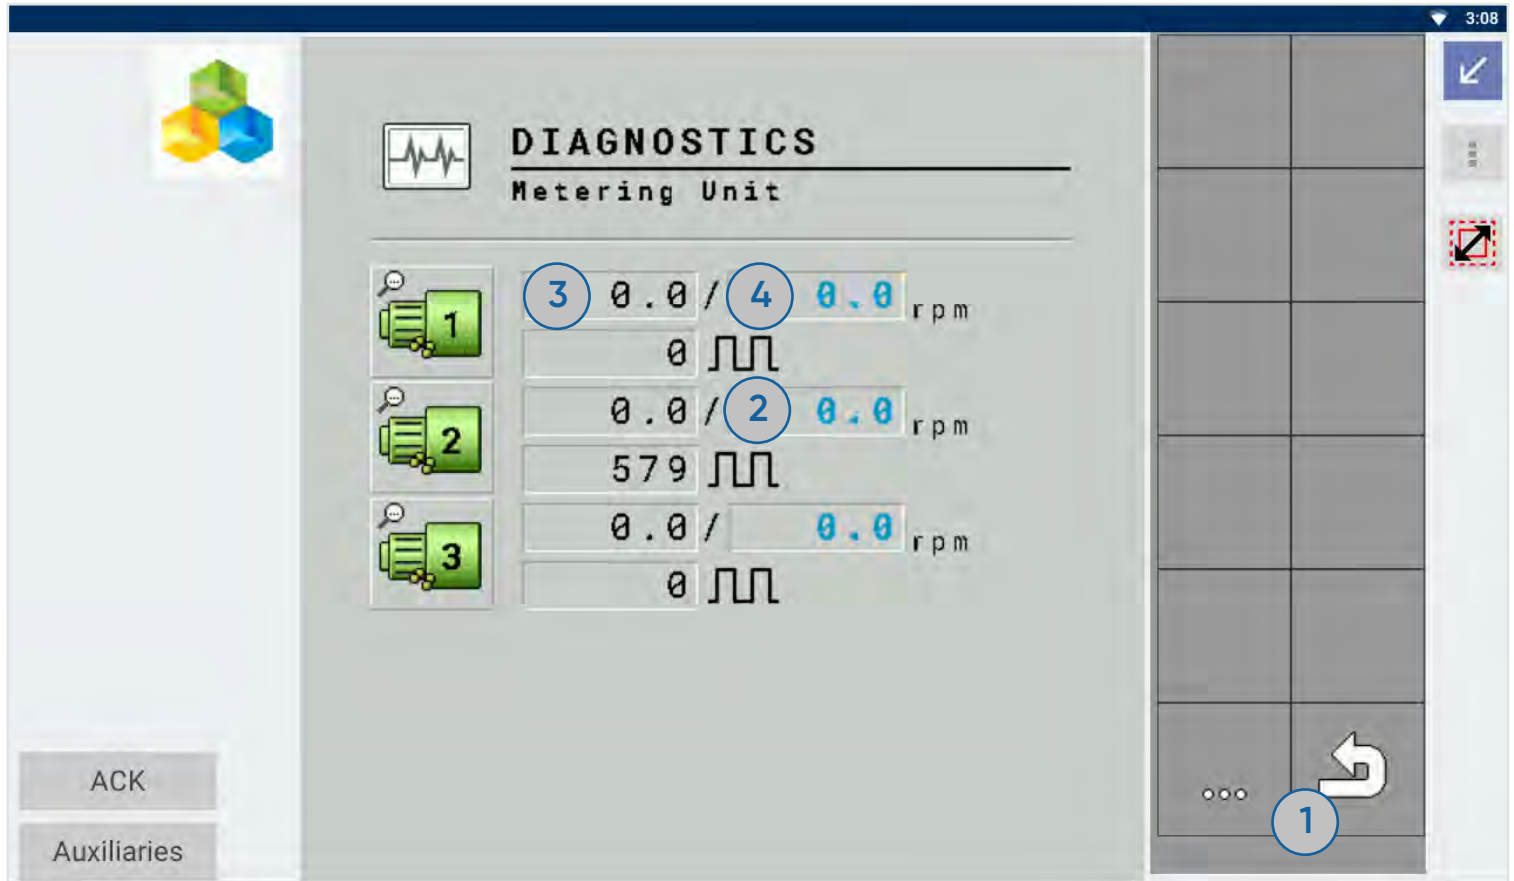 3:08
DIAGNOSTICS
Metering Unit
1 3 0.0 / 4 0.0 rpm
0
2 0.0 / 2 0.0 rpm
579
3 0.0 / 0.0 rpm
0
ACK
1
Auxiliaries